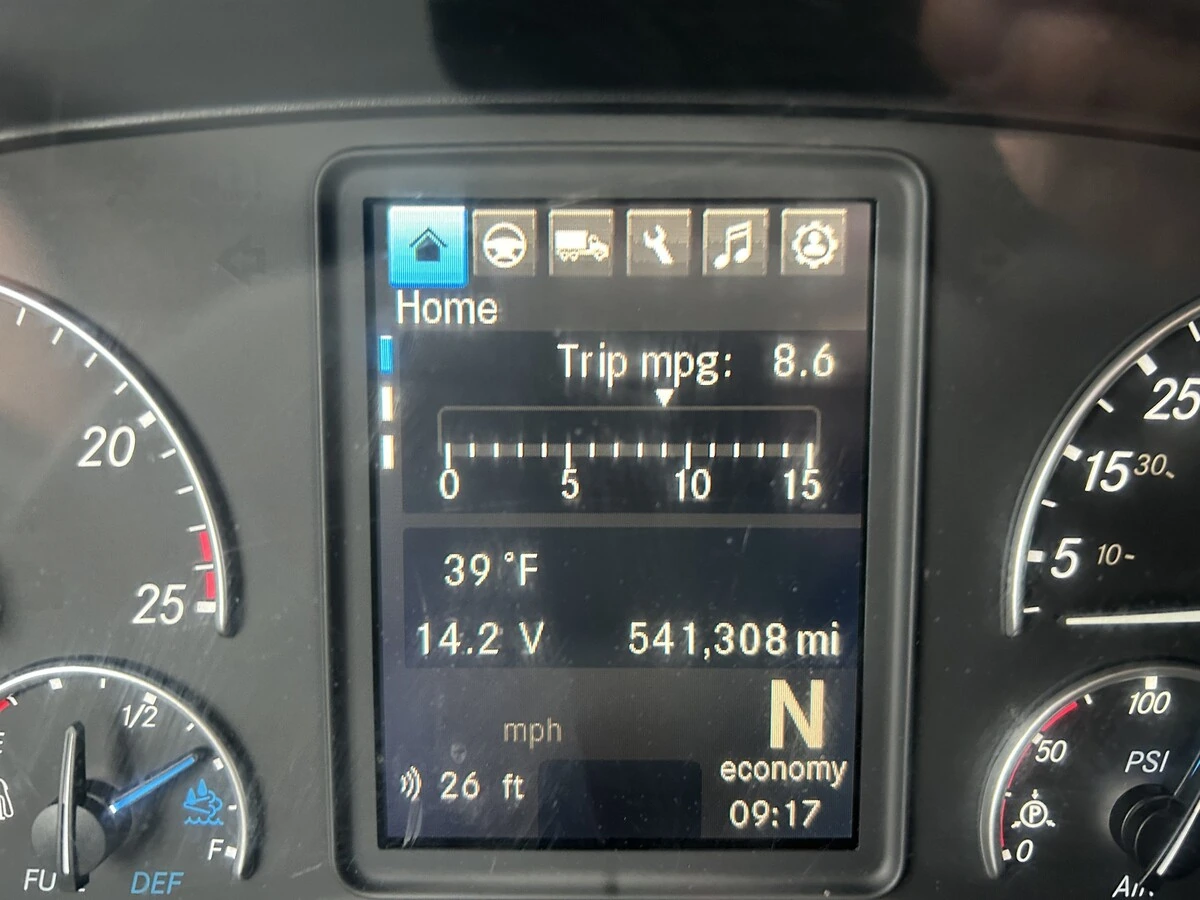 Home
Trip mpg: 8.6
0 5 10 15
39 °F
14.2 V 541,308 mi
mph
N
economy
26 ft
09:17
20
25
1/2
F
FU
DEF
25
15 30
5 10
100
50
PSI
P
0